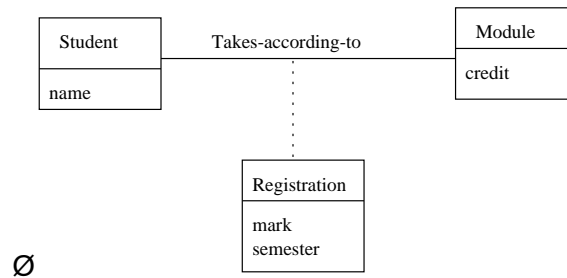 Student
Takes-according-to
Module
name
credit
Registration
mark
semester
Ø